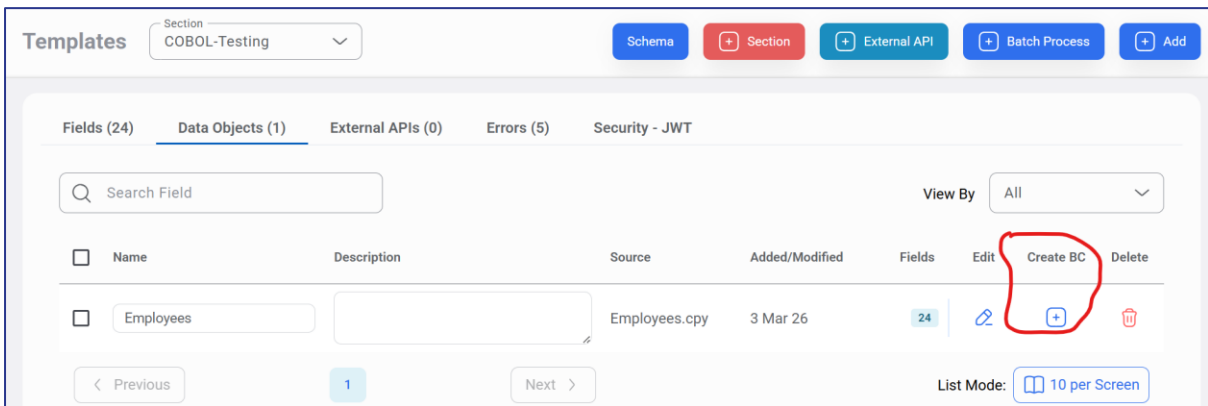 Section
Templates COBOL-Testing Schema Section External API Batch Process Add
Fields (24) Data Objects (1) External APIs (0) Errors (5) Security - JWT
Search Field View By All
Name Description Source Added/Modified Fields Edit Create BC Delete
Employees Employees.cpy 3 Mar 26 24
Previous 1 Next List Mode: 10 per Screen